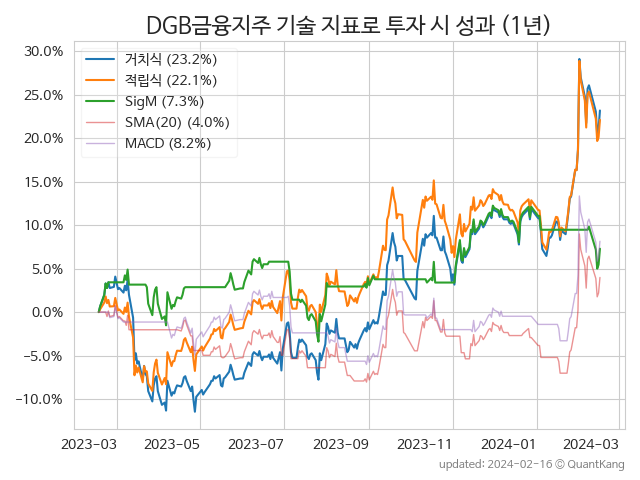 DGB금융지주 기술 지표로 투자 시 성과 (1년)
거치식 (23.2%)
적립식 (22.1%)
SigM (7.3%)
SMA(20) (4.0%)
MACD (8.2%)
30.0%
25.0%
20.0%
15.0%
10.0%
5.0%
0.0%
−5.0%
−10.0%
2023-03 2023-05 2023-07 2023-09 2023-11 2024-01 2024-03
updated: 2024-02-16 © QuantKang